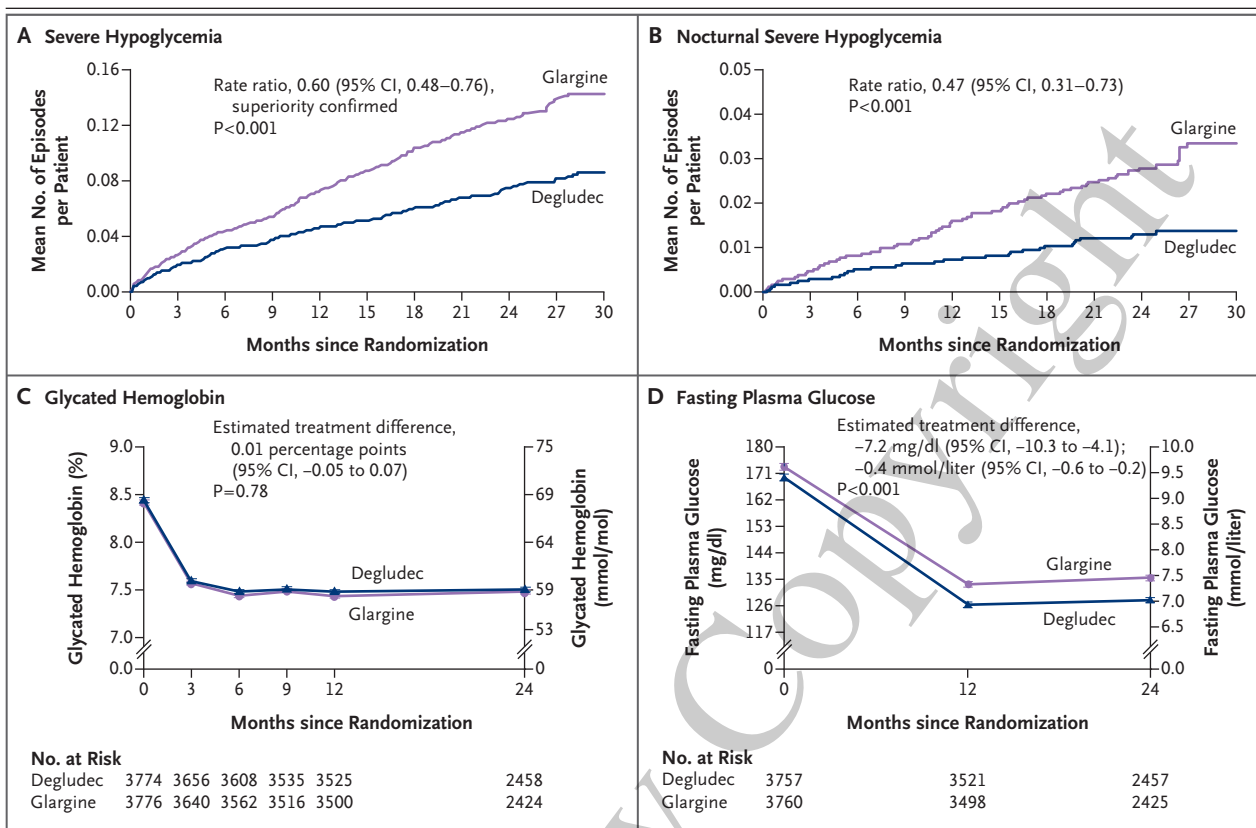 A Severe Hypoglycemia
0.16
0.12
0.08
0.04
0.00
Mean No. of Episodes
per Patient
Rate ratio, 0.60 (95% CI, 0.48–0.76),
superiority confirmed
P<0.001
Glargine
Degludec
0 3 6 9 12 15 18 21 24 25 27 30
Months since Randomization
B Nocturnal Severe Hypoglycemia
0.05
0.04
0.03
0.02
0.01
0.00
Mean No. of Episodes
per Patient
Rate ratio, 0.47 (95% CI, 0.31–0.73)
P<0.001
Glargine
Degludec
0 3 6 9 12 15 18 21 24 27 30
Months since Randomization
C Glycated Hemoglobin
Estimated treatment difference,
0.01 percentage points
(95% CI, −0.05 to 0.07)
P=0.78
9.0
8.5
8.0
7.5
7.0
0.0
Glycated Hemoglobin (%)
75
69
64
59
53
0
Glycated Hemoglobin
(mmol/mol)
Degludec
Glargine
0 3 6 9 12 24
Months since Randomization
No. at Risk
Degludec 3774 3656 3608 3535 3525 2458
Glargine 3776 3640 3562 3516 3500 2424
D Fasting Plasma Glucose
Estimated treatment difference,
−7.2 mg/dl (95% CI, −10.3 to −4.1);
−0.4 mmol/liter (95% CI, −0.6 to −0.2)
P<0.001
180
171
162
153
144
135
126
117
0
Fasting Plasma Glucose
(mg/dl)
10.0
9.5
9.0
8.5
8.0
7.5
7.0
6.5
0.0
Fasting Plasma Glucose
(mmol/liter)
Glargine
Degludec
0 12 24
Months since Randomization
No. at Risk
Degludec 3757 3521 2457
Glargine 3760 3498 2425
y Copyright